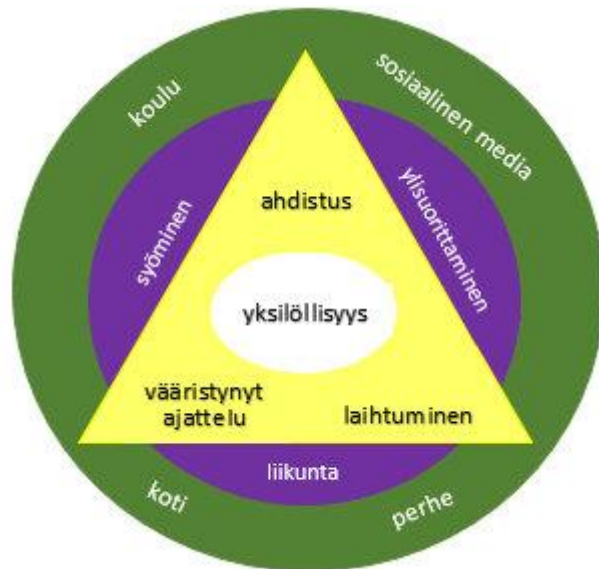 koulu
sosiaalinen media
syöminen
ylisuorittaminen
ahdistus
yksilöllisyys
vääristynyt
ajattelu
laihtuminen
liikunta
koti
perhe